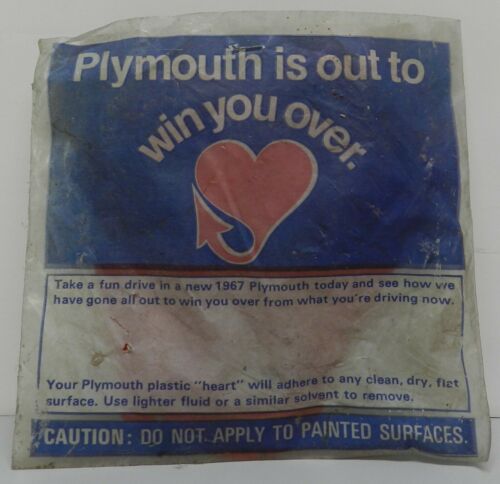 Plymouth is out to
win you over.
Take a fun drive in a new 1967 Plymouth today and see how we
have gone all out to win you over from what you're driving now.
Your Plymouth plastic "heart" will adhere to any clean, dry, flat
surface. Use lighter fluid or a similar solvent to remove.
CAUTION: DO NOT APPLY TO PAINTED SURFACES.